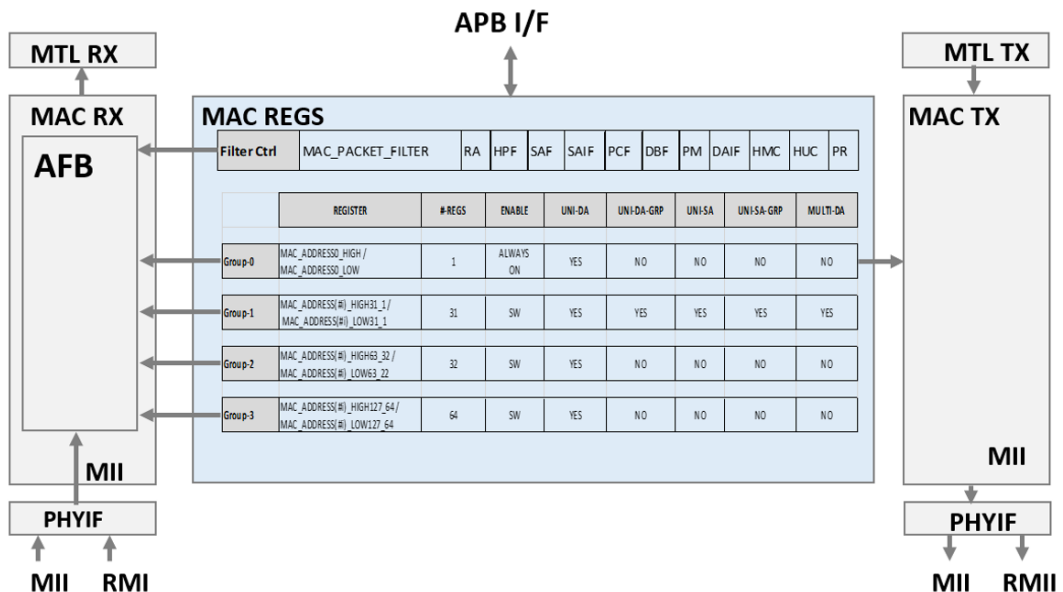 APB I/F
MTL RX
MTL TX
MAC RX
MAC REGS
MAC TX
AFB
Filter Ctrl MAC_PACKET_FILTER RA HPF SAF SAIF PCF DBF PM DAIF HMC HUC PR
REGISTER #-REGS ENABLE UNI-DA UNI-DA-GRP UNI-SA UNI-SA-GRP MULTI-DA
Group-0 MAC_ADDRESS0_HIGH / MAC_ADDRESS0_LOW 1 ALWAYS ON YES NO NO NO NO
Group-1 MAC_ADDRESS(#i)_HIGH31_1 / MAC_ADDRESS(#i)_LOW31_1 31 SW YES YES YES YES YES
Group-2 MAC_ADDRESS(#i)_HIGH63_32 / MAC_ADDRESS(#i)_LOW63_22 32 SW YES NO NO NO NO
Group-3 MAC_ADDRESS(#i)_HIGH127_64 / MAC_ADDRESS(#i)_LOW127_64 64 SW YES NO NO NO NO
MII
MII
PHYIF
PHYIF
MII RMI
MII RMII